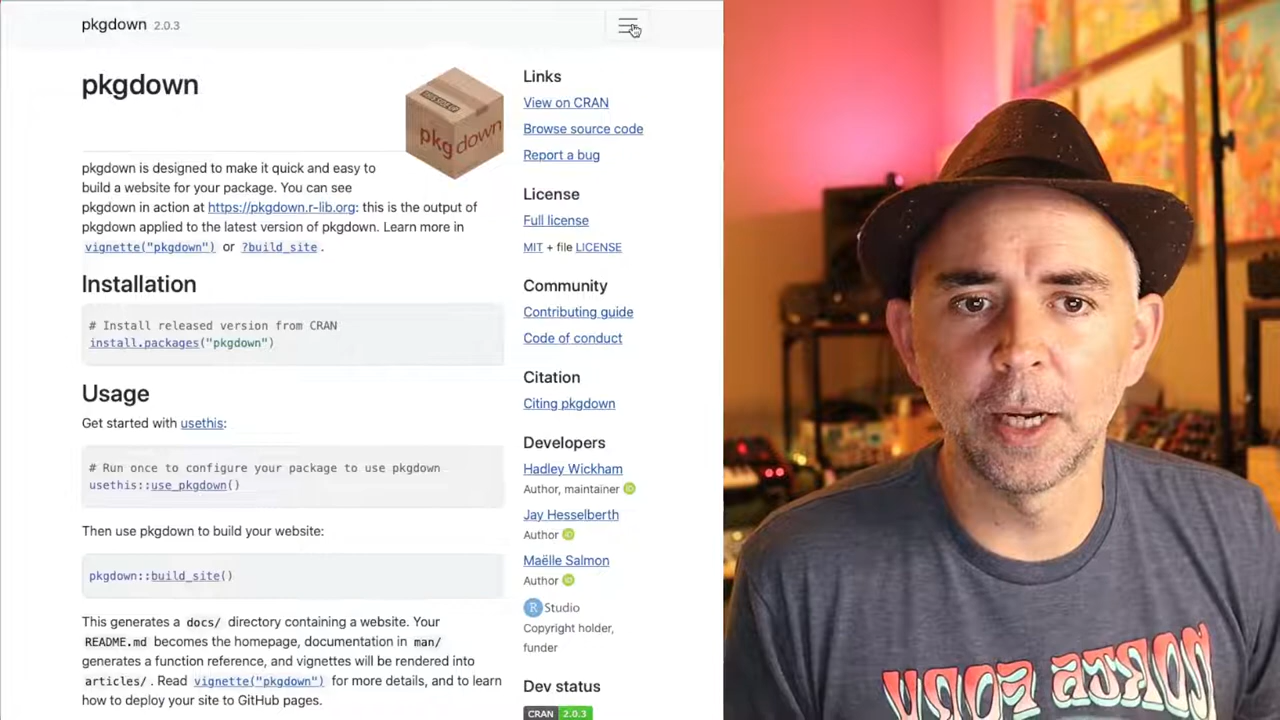 pkgdown 2.0.3
pkgdown
pkgdown
pkgdown is designed to make it quick and easy to
build a website for your package. You can see
pkgdown in action at https://pkgdown.r-lib.org: this is the output of
pkgdown applied to the latest version of pkgdown. Learn more in
vignette("pkgdown") or ?build_site.
Installation
# Install released version from CRAN
install.packages("pkgdown")
Usage
Get started with usethis:
# Run once to configure your package to use pkgdown
usethis::use_pkgdown()
Then use pkgdown to build your website:
pkgdown::build_site()
This generates a docs/ directory containing a website. Your
README.md becomes the homepage, documentation in man/
generates a function reference, and vignettes will be rendered into
articles/. Read vignette("pkgdown") for more details, and to learn
how to deploy your site to GitHub pages.
Links
View on CRAN
Browse source code
Report a bug
License
Full license
MIT + file LICENSE
Community
Contributing guide
Code of conduct
Citation
Citing pkgdown
Developers
Hadley Wickham
Author, maintainer iD
Jay Hesselberth
Author iD
Maëlle Salmon
Author iD
R Studio
Copyright holder,
funder
Dev status
CRAN 2.0.3